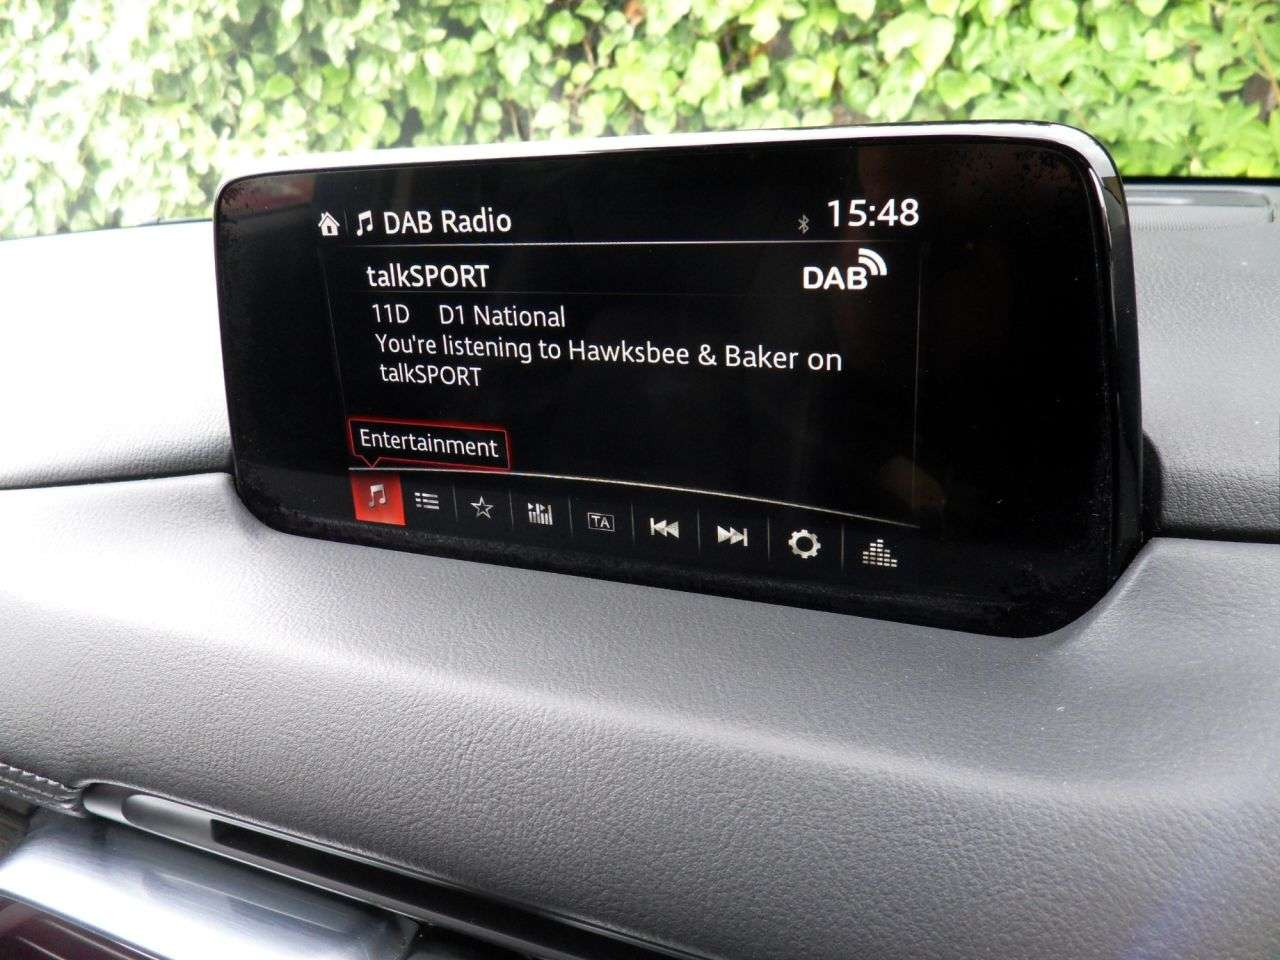 DAB Radio 15:48
talkSPORT DAB
11D D1 National
You're listening to Hawksbee & Baker on
talkSPORT
Entertainment
TA